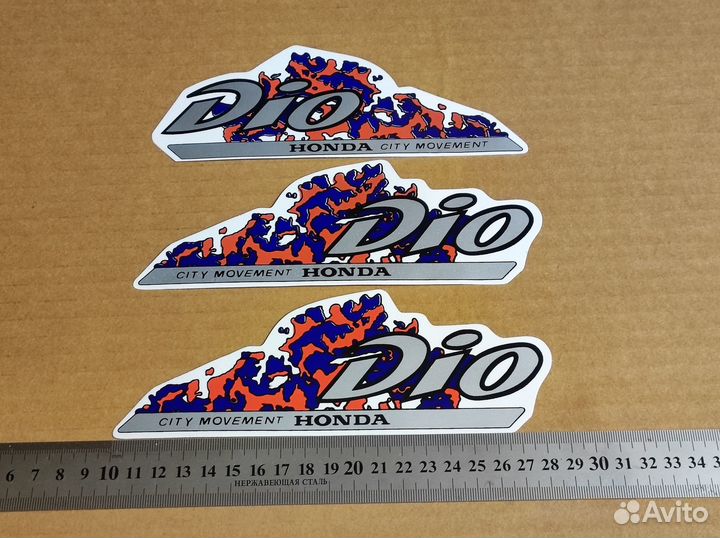 Dio
HONDA CITY MOVEMENT
Dio
CITY MOVEMENT HONDA
Dio
CITY MOVEMENT HONDA
6 7 8 9 10 11 12 13 14 15 16 17 18 19 20 21 22 23 24 25 26 27 28 29 30 31 32 33 34 3
НЕРЖАВЕЮЩАЯ СТАЛЬ
Avito